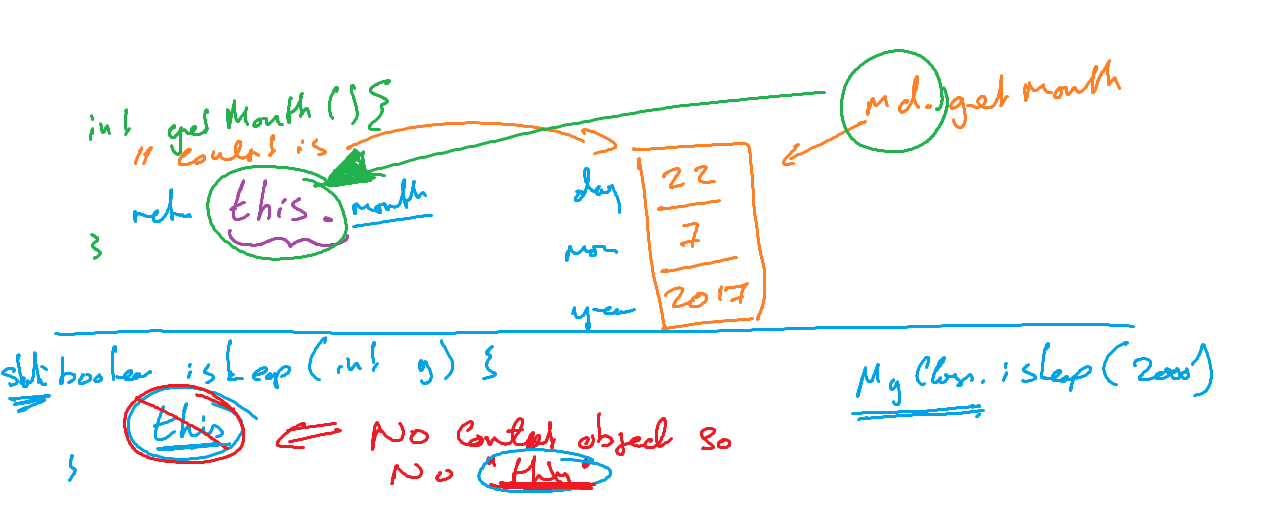 int getMonth(){
md.getMonth
// context is
return this.month
}
day 22
mon 7
year 2017
static boolean isLeap(int y) {
MyClass.isLeap(2000)
this
No Context object so
No "this"
}